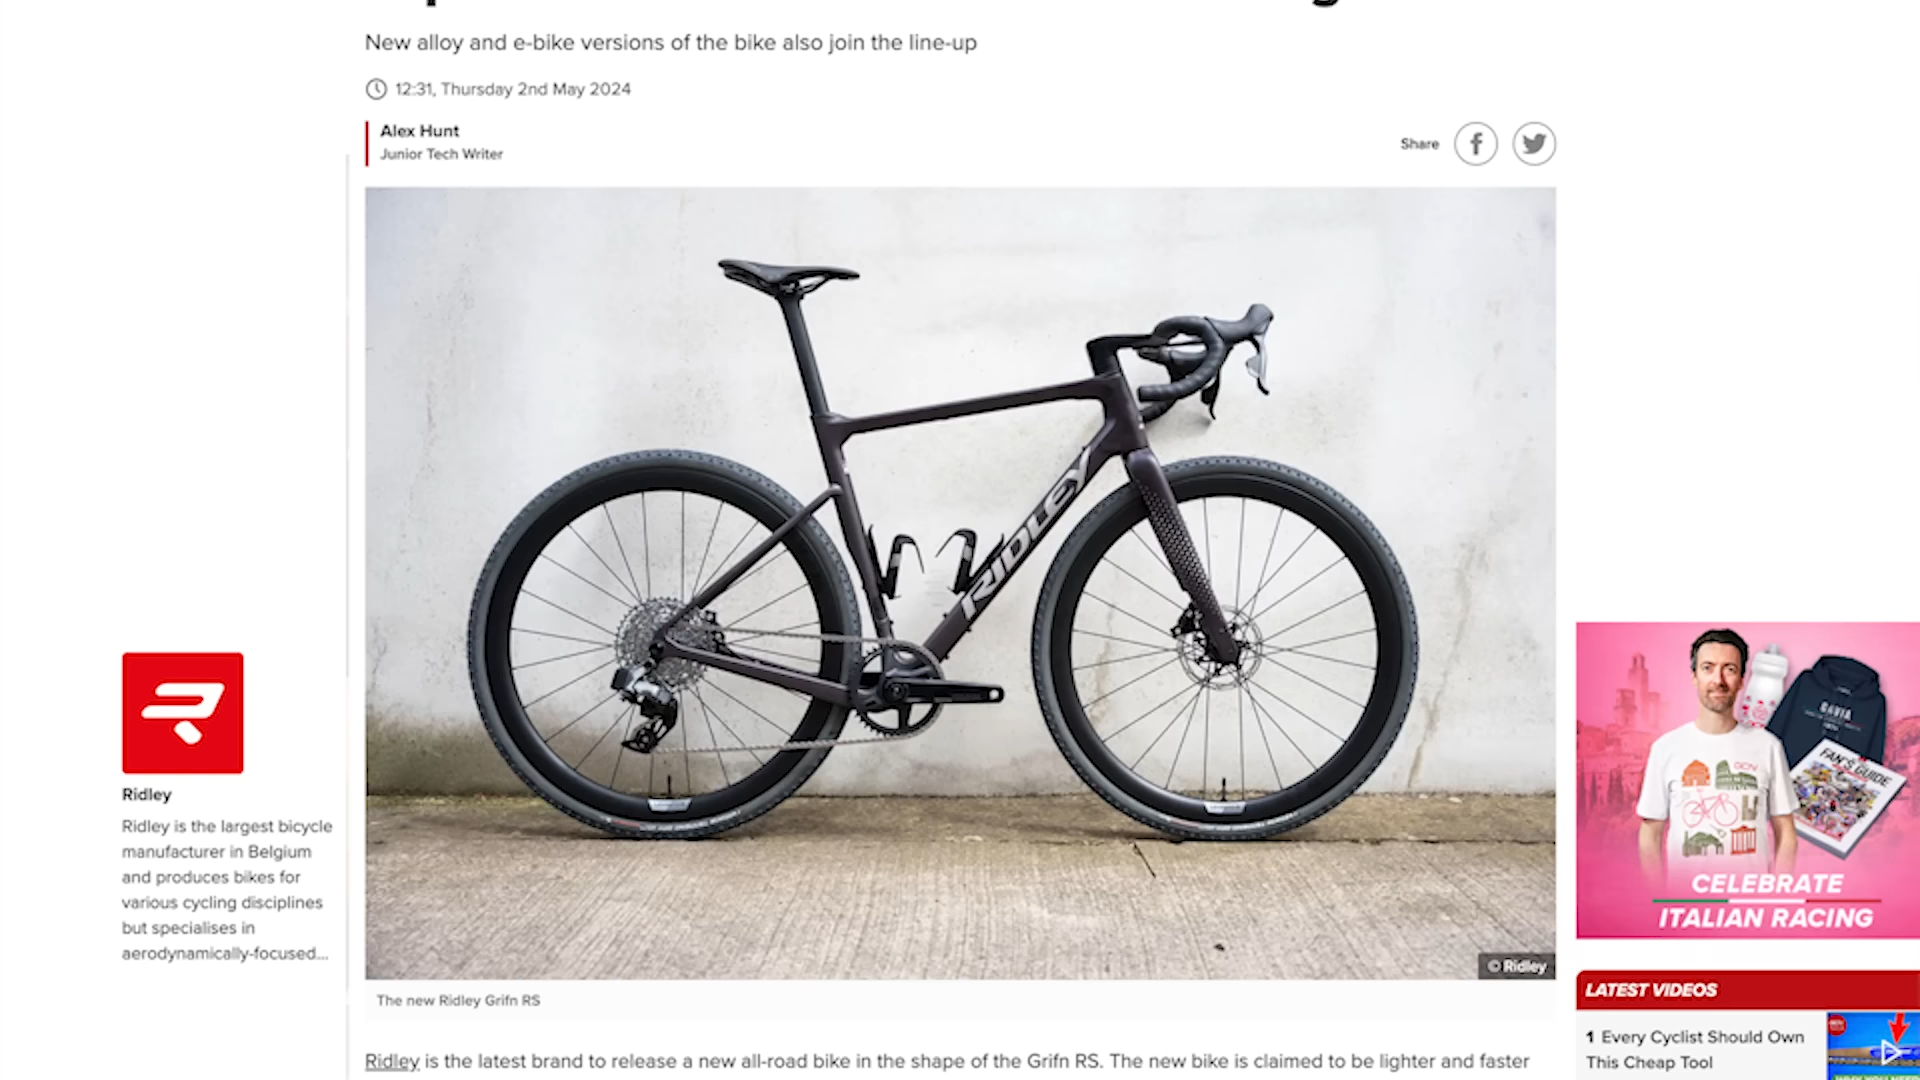 New alloy and e-bike versions of the bike also join the line-up
12:31, Thursday 2nd May 2024
Alex Hunt
Junior Tech Writer
Share
RIDLEY
© Ridley
The new Ridley Grifn RS
Ridley is the latest brand to release a new all-road bike in the shape of the Grifn RS. The new bike is claimed to be lighter and faster
Ridley
Ridley is the largest bicycle
manufacturer in Belgium
and produces bikes for
various cycling disciplines
but specialises in
aerodynamically-focused...
GAVIA
FAN'S GUIDE
GCN
CELEBRATE
ITALIAN RACING
LATEST VIDEOS
1 Every Cyclist Should Own
This Cheap Tool